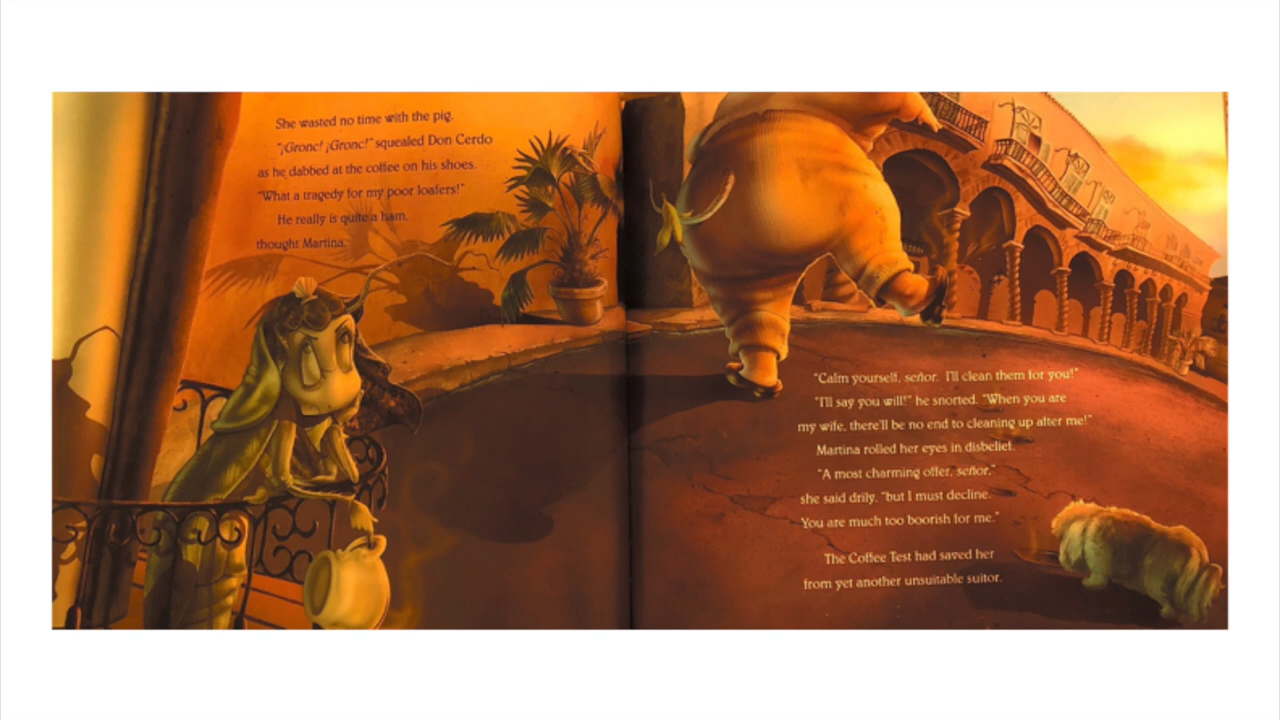 She wasted no time with the pig.
"¡Gronc! ¡Gronc!" squealed Don Cerdo
as he dabbed at the coffee on his shoes.
"What a tragedy for my poor loafers!"
He really is quite a ham,
thought Martina.
"Calm yourself, señor. I'll clean them for you!"
"I'll say you will!" he snorted. "When you are
my wife, there'll be no end to cleaning up after me!"
Martina rolled her eyes in disbelief.
"A most charming offer, señor,"
she said drily, "but I must decline.
You are much too boorish for me."
The Coffee Test had saved her
from yet another unsuitable suitor.